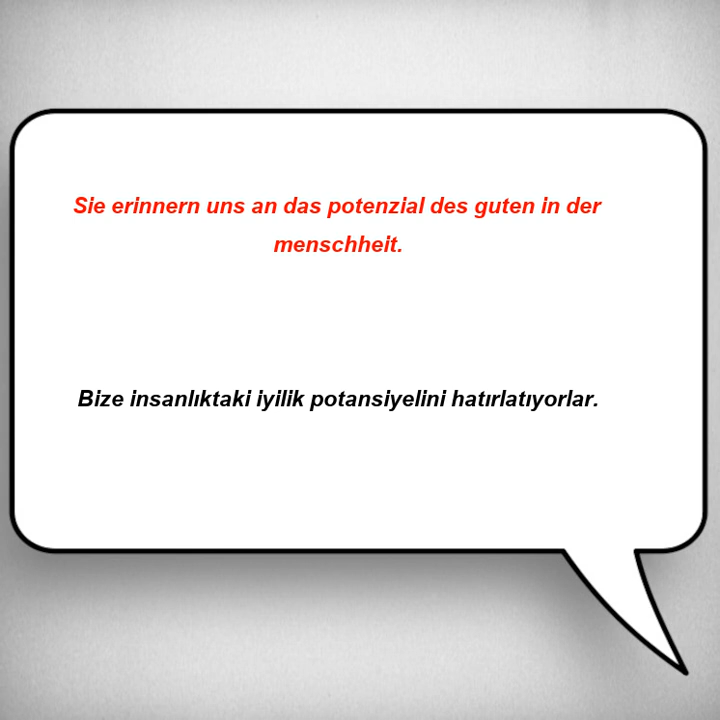 Sie erinnern uns an das potenzial des guten in der
menschheit.
Bize insanlıktaki iyilik potansiyelini hatırlatıyorlar.